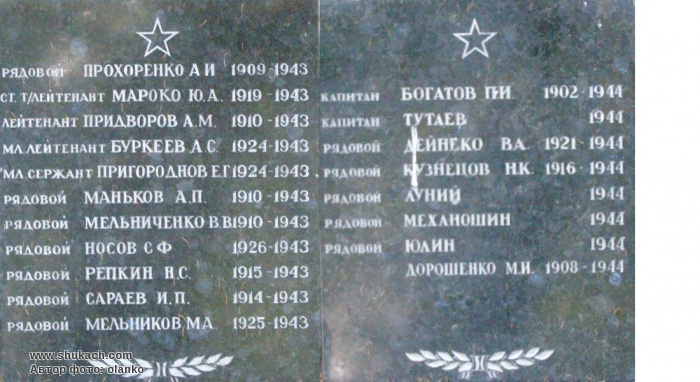 РЯДОВОЙ ПРОХОРЕНКО А И 1909-1943
СТ. Т/ЛЕЙТЕНАНТ МАРОКО Ю.А. 1919-1943
ЛЕЙТЕНАНТ ПРИДВОРОВ А.М. 1910-1943
МЛ.ЛЕЙТЕНАНТ БУРКЕЕВ А.С. 1924-1943
МЛ.СЕРЖАНТ ПРИГОРОДНОВ Е.Г 1924-1943
РЯДОВОЙ МАНЬКОВ А.П. 1910-1943
РЯДОВОЙ МЕЛЬНИЧЕНКО В.В. 1910-1943
РЯДОВОЙ НОСОВ С Ф 1926-1943
РЯДОВОЙ РЕПКИН Н.С. 1915-1943
РЯДОВОЙ САРАЕВ И.П. 1914-1943
РЯДОВОЙ МЕЛЬНИКОВ М.А. 1925-1943
КАПИТАН БОГАТОВ П.И. 1902-1944
КАПИТАН ТУТАЕВ 1944
РЯДОВОЙ ДЕЙНЕКО В.А. 1921-1944
РЯДОВОЙ КУЗНЕЦОВ Н.К. 1916-1944
РЯДОВОЙ ЛУНИЙ 1944
РЯДОВОЙ МЕХАНОШИН 1944
РЯДОВОЙ ЮДИН 1944
ДОРОШЕНКО М.И. 1908-1944
www.shukach.com
Автор фото: olanko